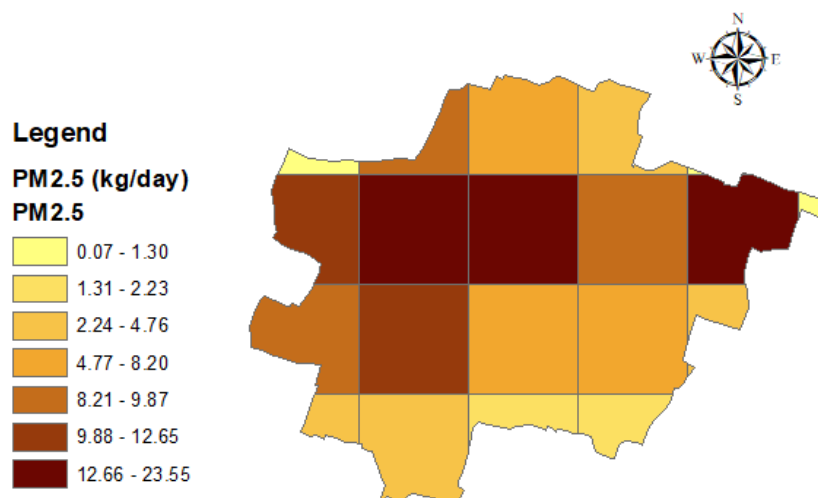 N
W E
S
Legend
PM2.5 (kg/day)
PM2.5
0.07 - 1.30
1.31 - 2.23
2.24 - 4.76
4.77 - 8.20
8.21 - 9.87
9.88 - 12.65
12.66 - 23.55